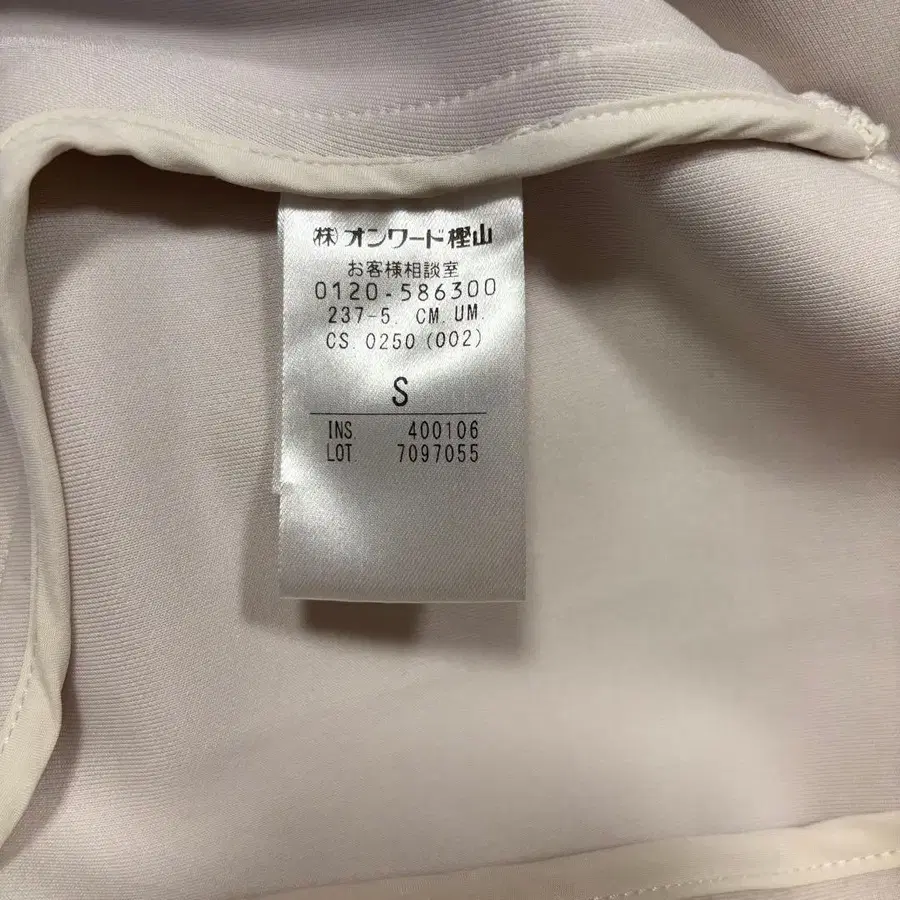 ㈱ オンワード樫山
お客様相談室
0120-586300
237-5. CM. UM.
CS. 0250 (002)
S
INS. 400106
LOT. 7097055